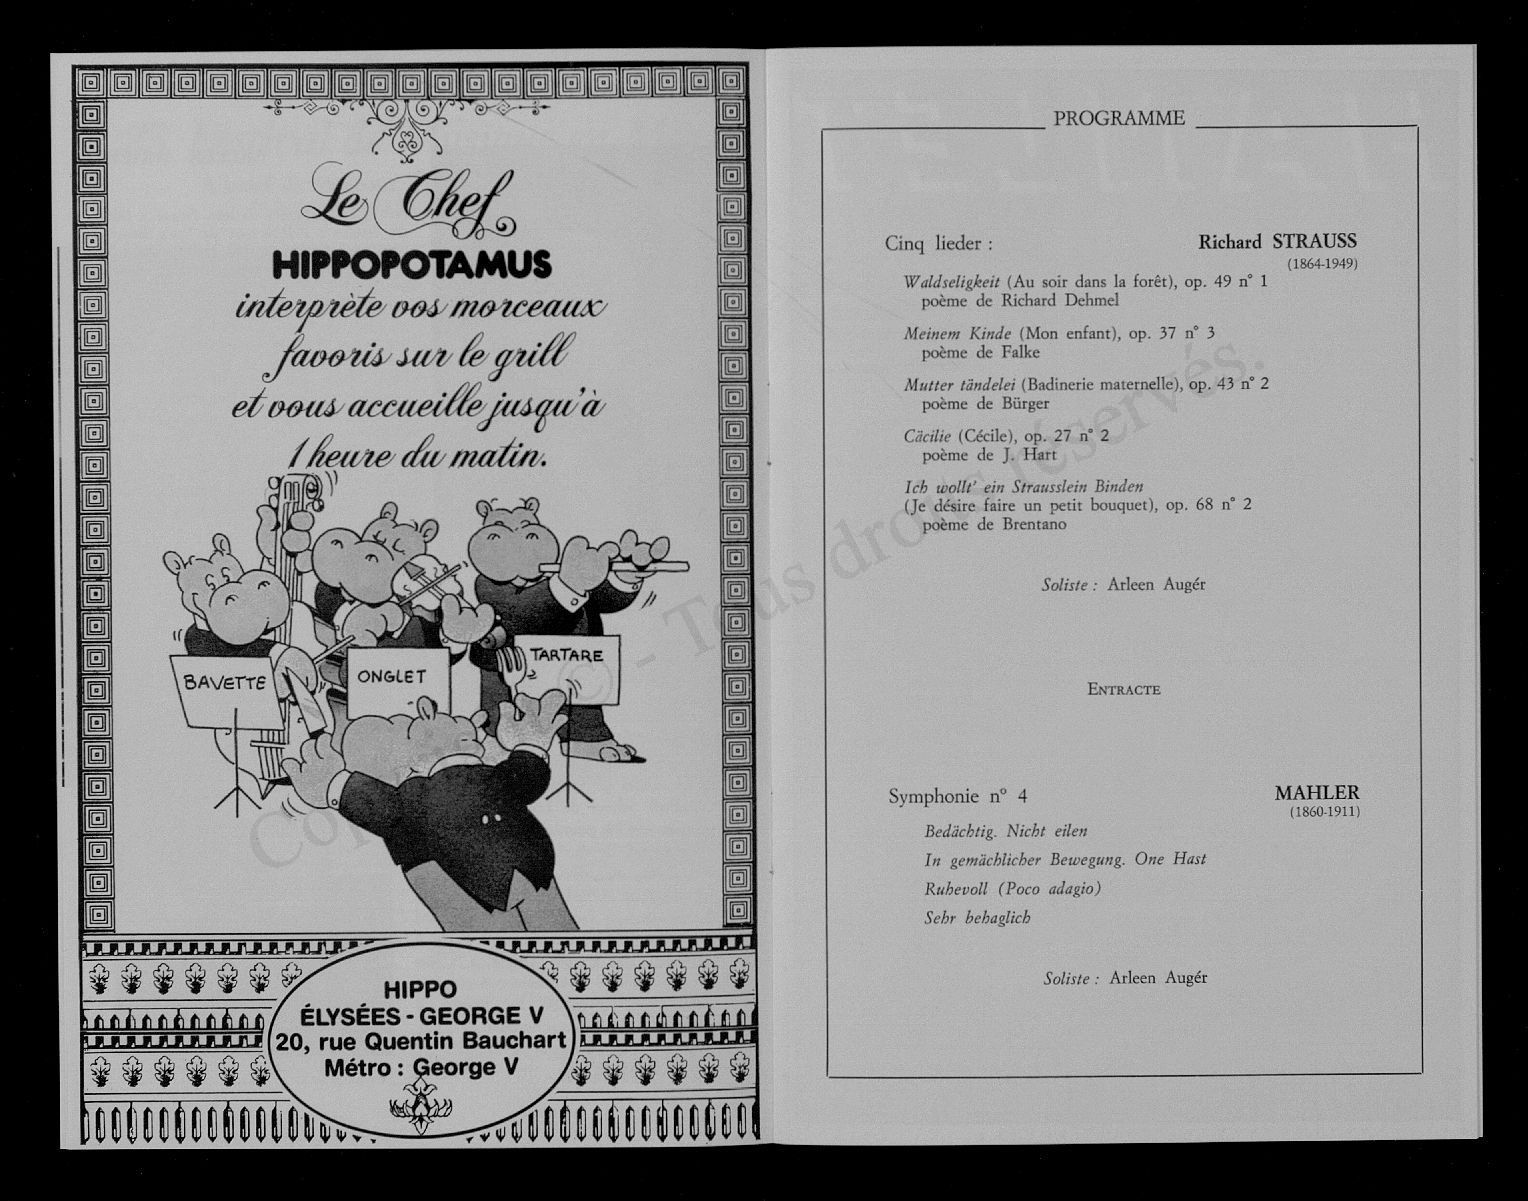 Le Chef
HIPPOPOTAMUS
interprète vos morceaux
favoris sur le grill
et vous accueille jusqu'à
1 heure du matin.
BAVETTE
ONGLET
TARTARE
HIPPO
ÉLYSÉES - GEORGE V
20, rue Quentin Bauchart
Métro : George V
PROGRAMME
Cinq lieder : Richard STRAUSS
(1864-1949)
Waldseligkeit (Au soir dans la forêt), op. 49 n° 1
poème de Richard Dehmel
Meinem Kinde (Mon enfant), op. 37 n° 3
poème de Falke
Mutter tändelei (Badinerie maternelle), op. 43 n° 2
poème de Bürger
Cäcilie (Cécile), op. 27 n° 2
poème de J. Hart
Ich wollt' ein Strausslein Binden
(Je désire faire un petit bouquet), op. 68 n° 2
poème de Brentano
Soliste : Arleen Augér
ENTRACTE
Symphonie n° 4 MAHLER
(1860-1911)
Bedächtig. Nicht eilen
In gemächlicher Bewegung. One Hast
Ruhevoll (Poco adagio)
Sehr behaglich
Soliste : Arleen Augér
© - Tous droits réservés.